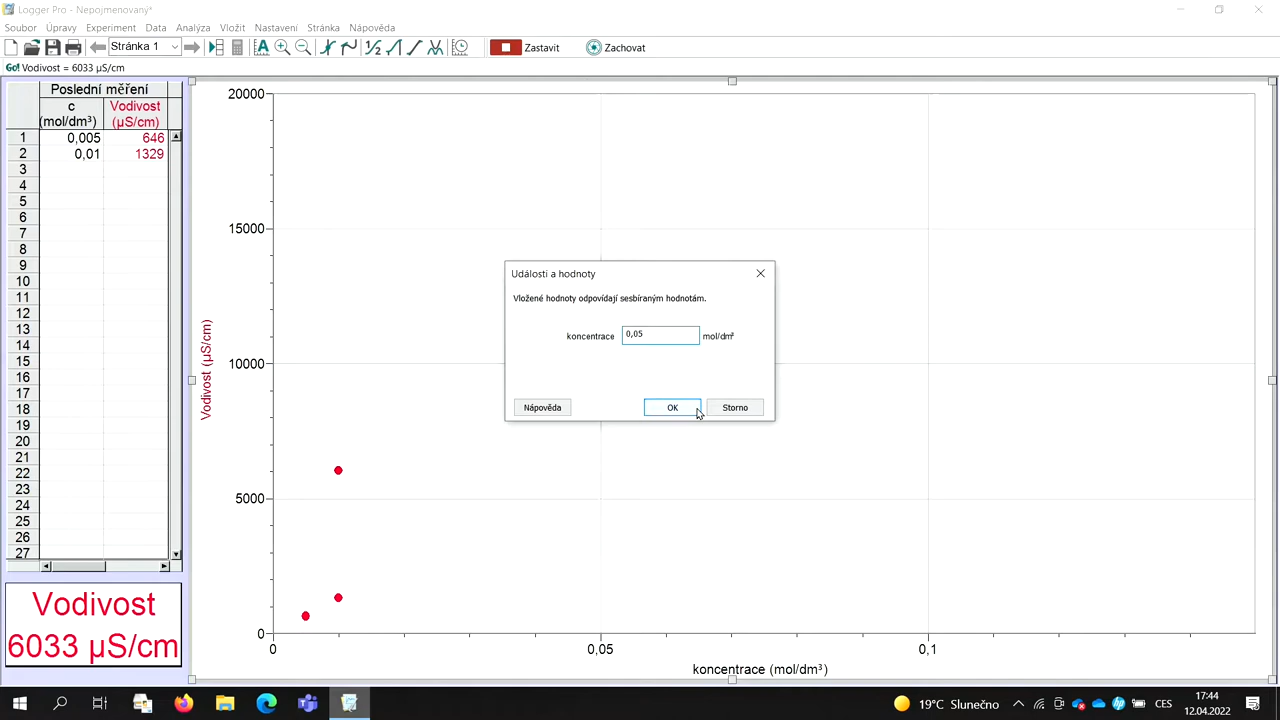 Logger Pro - Nepojmenovaný*
Soubor Úpravy Experiment Data Analýza Vložit Nastavení Stránka Nápověda
Stránka 1
Zastavit
Zachovat
Go! Vodivost = 6033 µS/cm
Poslední měření
c Vodivost
(mol/dm³) (µS/cm)
1 0,005 646
2 0,01 1329
3
4
5
6
7
8
9
10
11
12
13
14
15
16
17
18
19
20
21
22
23
24
25
26
27
Vodivost
6033 µS/cm
20000
15000
10000
5000
0
Vodivost (µS/cm)
0 0,05 0,1
koncentrace (mol/dm³)
Události a hodnoty
Vložené hodnoty odpovídají sesbíraným hodnotám.
koncentrace 0,05 mol/dm³
Nápověda OK Storno
19°C Slunečno
CES
17:44
12.04.2022